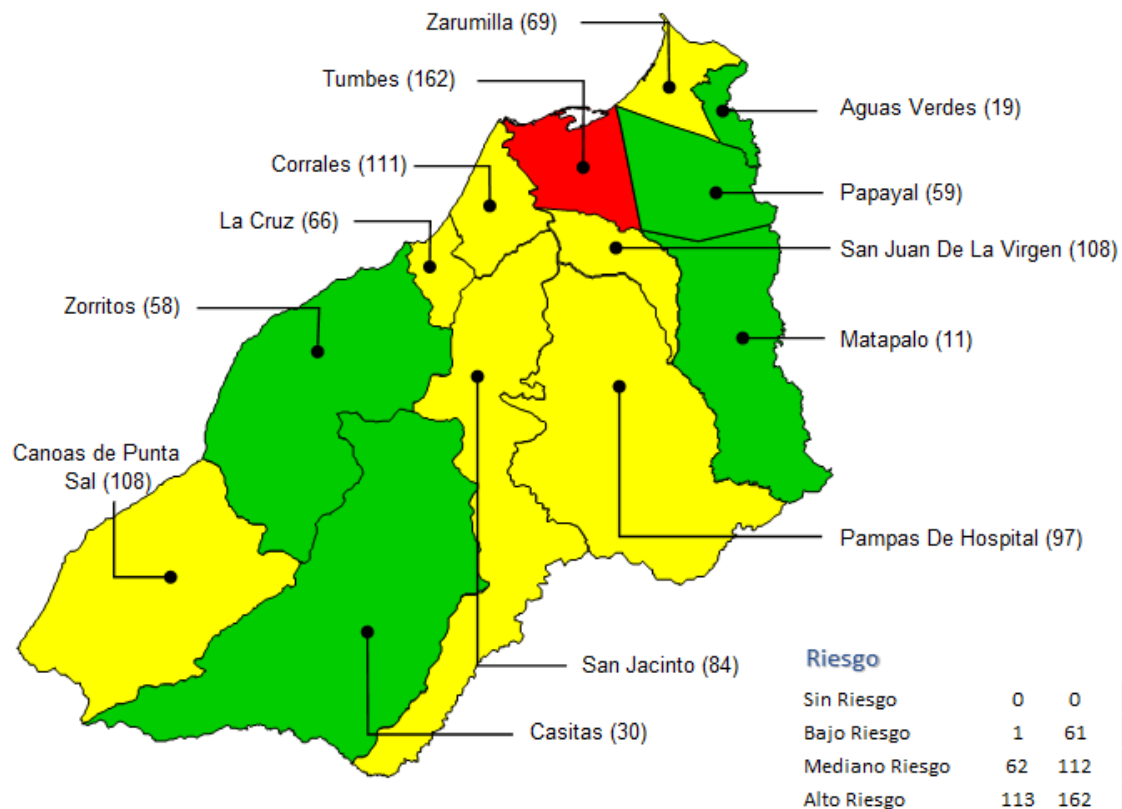 Zarumilla (69)
Tumbes (162)
Aguas Verdes (19)
Corrales (111)
Papayal (59)
La Cruz (66)
San Juan De La Virgen (108)
Zorritos (58)
Matapalo (11)
Canoas de Punta
Sal (108)
Pampas De Hospital (97)
San Jacinto (84)
Casitas (30)
Riesgo
Sin Riesgo 0 0
Bajo Riesgo 1 61
Mediano Riesgo 62 112
Alto Riesgo 113 162